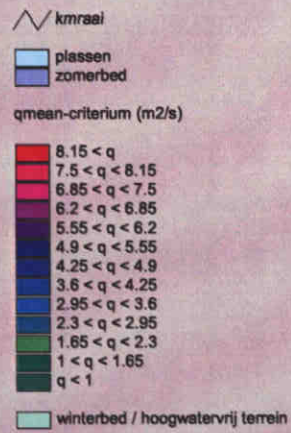 kmraai
plassen
zomerbed
qmean-criterium (m2/s)
8.15 < q
7.5 < q < 8.15
6.85 < q < 7.5
6.2 < q < 6.85
5.55 < q < 6.2
4.9 < q < 5.55
4.25 < q < 4.9
3.6 < q < 4.25
2.95 < q < 3.6
2.3 < q < 2.95
1.65 < q < 2.3
1 < q < 1.65
q < 1
winterbed / hoogwatervrij terrein